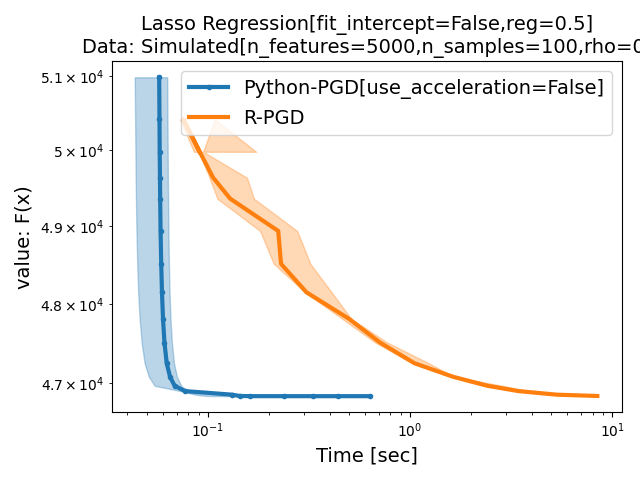 Lasso Regression[fit_intercept=False,reg=0.5]
Data: Simulated[n_features=5000,n_samples=100,rho=0
Python-PGD[use_acceleration=False]
R-PGD
value: F(x)
5.1 × 10⁴
5 × 10⁴
4.9 × 10⁴
4.8 × 10⁴
4.7 × 10⁴
10⁻¹
10⁰
10¹
Time [sec]